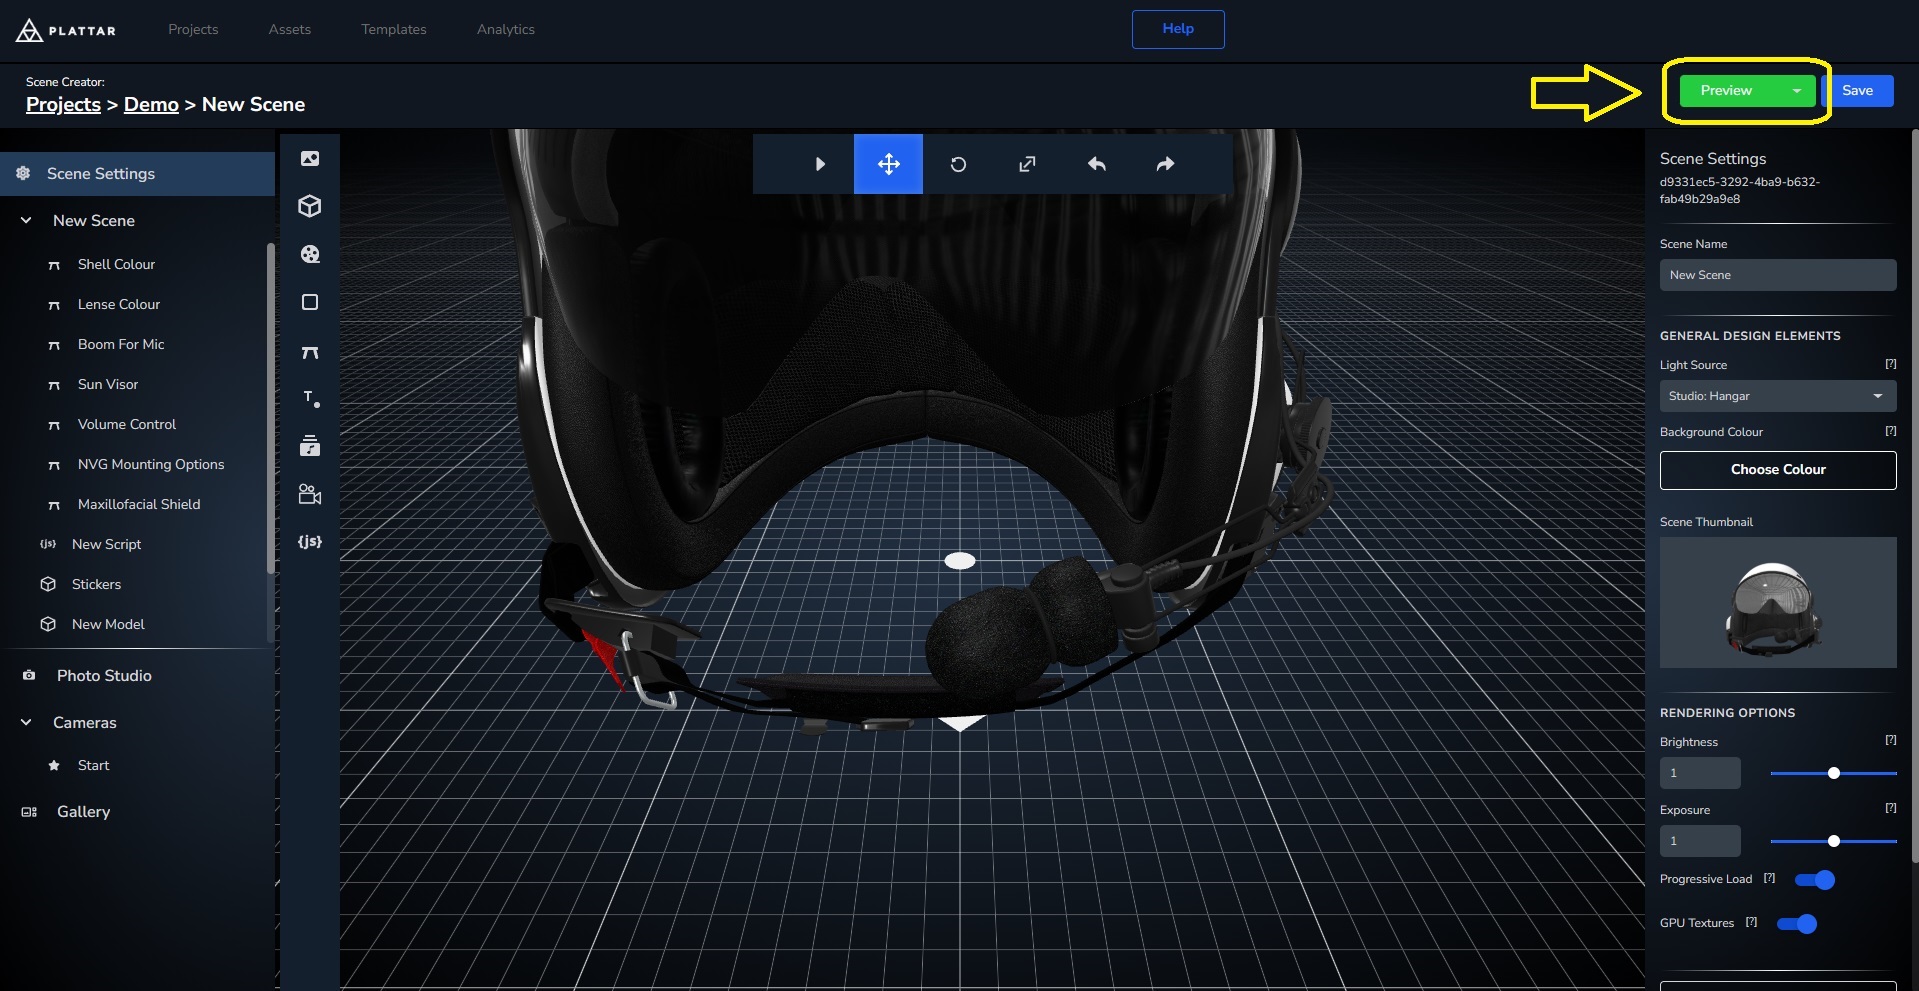 PLATTAR
Projects
Assets
Templates
Analytics
Help
Scene Creator:
Projects > Demo > New Scene
Preview
Save
Scene Settings
New Scene
Shell Colour
Lense Colour
Boom For Mic
Sun Visor
Volume Control
NVG Mounting Options
Maxillofacial Shield
{js} New Script
Stickers
New Model
Photo Studio
Cameras
Start
Gallery
T
{js}
Scene Settings
d9331ec5-3292-4ba9-b632-
fab49b29a9e8
Scene Name
New Scene
GENERAL DESIGN ELEMENTS
Light Source [?]
Studio: Hangar
Background Colour [?]
Choose Colour
Scene Thumbnail
RENDERING OPTIONS
Brightness [?]
1
Exposure [?]
1
Progressive Load [?]
GPU Textures [?]